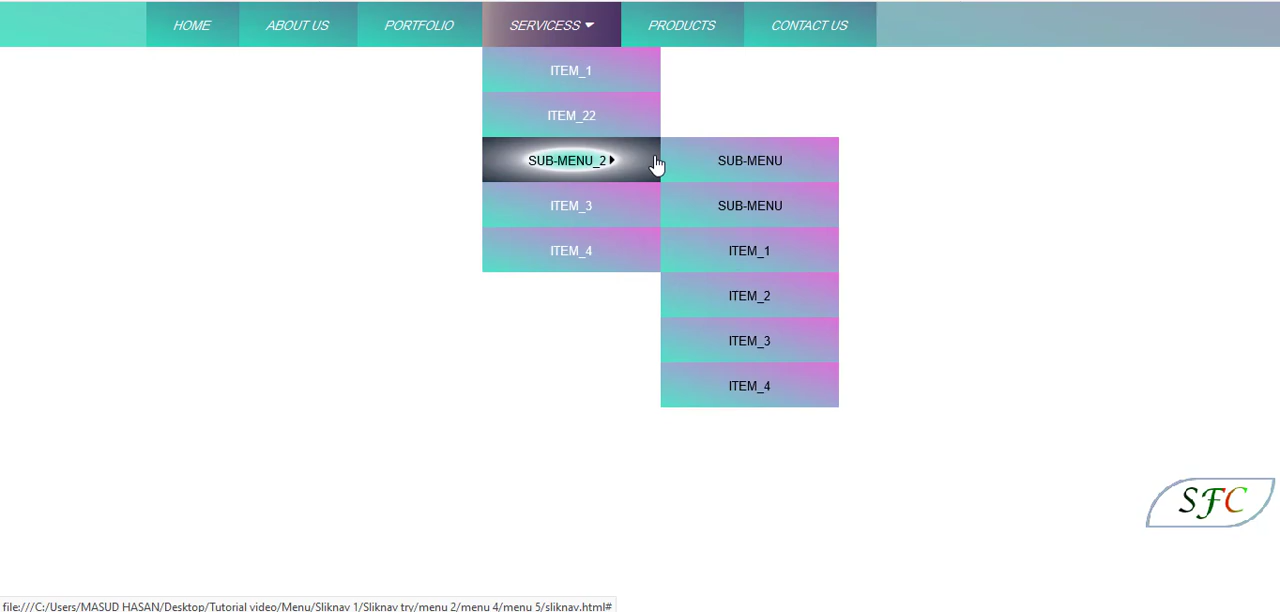 HOME ABOUT US PORTFOLIO SERVICESS PRODUCTS CONTACT US
ITEM_1
ITEM_22
SUB-MENU_2
ITEM_3
ITEM_4
SUB-MENU
SUB-MENU
ITEM_1
ITEM_2
ITEM_3
ITEM_4
SFC
file:///C:/Users/MASUD HASAN/Desktop/Tutorial video/Menu/Sliknav 1/Sliknav try/menu 2/menu 4/menu 5/sliknav.html#